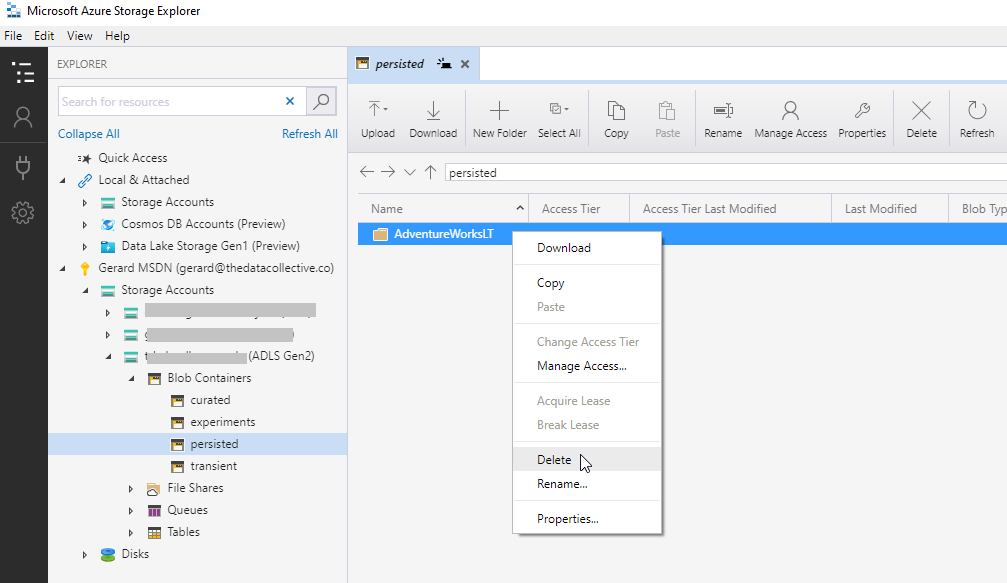 Microsoft Azure Storage Explorer
File Edit View Help
EXPLORER
Search for resources
Collapse All Refresh All
Quick Access
Local & Attached
Storage Accounts
Cosmos DB Accounts (Preview)
Data Lake Storage Gen1 (Preview)
Gerard MSDN (gerard@thedatacollective.co)
Storage Accounts
(ADLS Gen2)
Blob Containers
curated
experiments
persisted
transient
File Shares
Queues
Tables
Disks
persisted
Upload Download New Folder Select All Copy Paste Rename Manage Access Properties Delete Refresh
persisted
Name Access Tier Access Tier Last Modified Last Modified Blob Typ
AdventureWorksLT
Download
Copy
Paste
Change Access Tier
Manage Access...
Acquire Lease
Break Lease
Delete
Rename...
Properties...